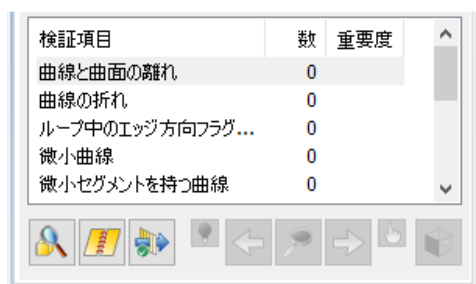 検証項目 数 重要度
曲線と曲面の離れ 0
曲線の折れ 0
ループ中のエッジ方向フラグ... 0
微小曲線 0
微小セグメントを持つ曲線 0